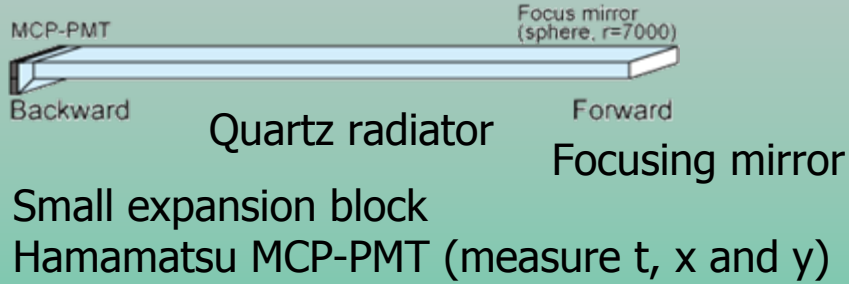 MCP-PMT
Focus mirror
(sphere, r=7000)
Backward
Forward
Quartz radiator
Focusing mirror
Small expansion block
Hamamatsu MCP-PMT (measure t, x and y)